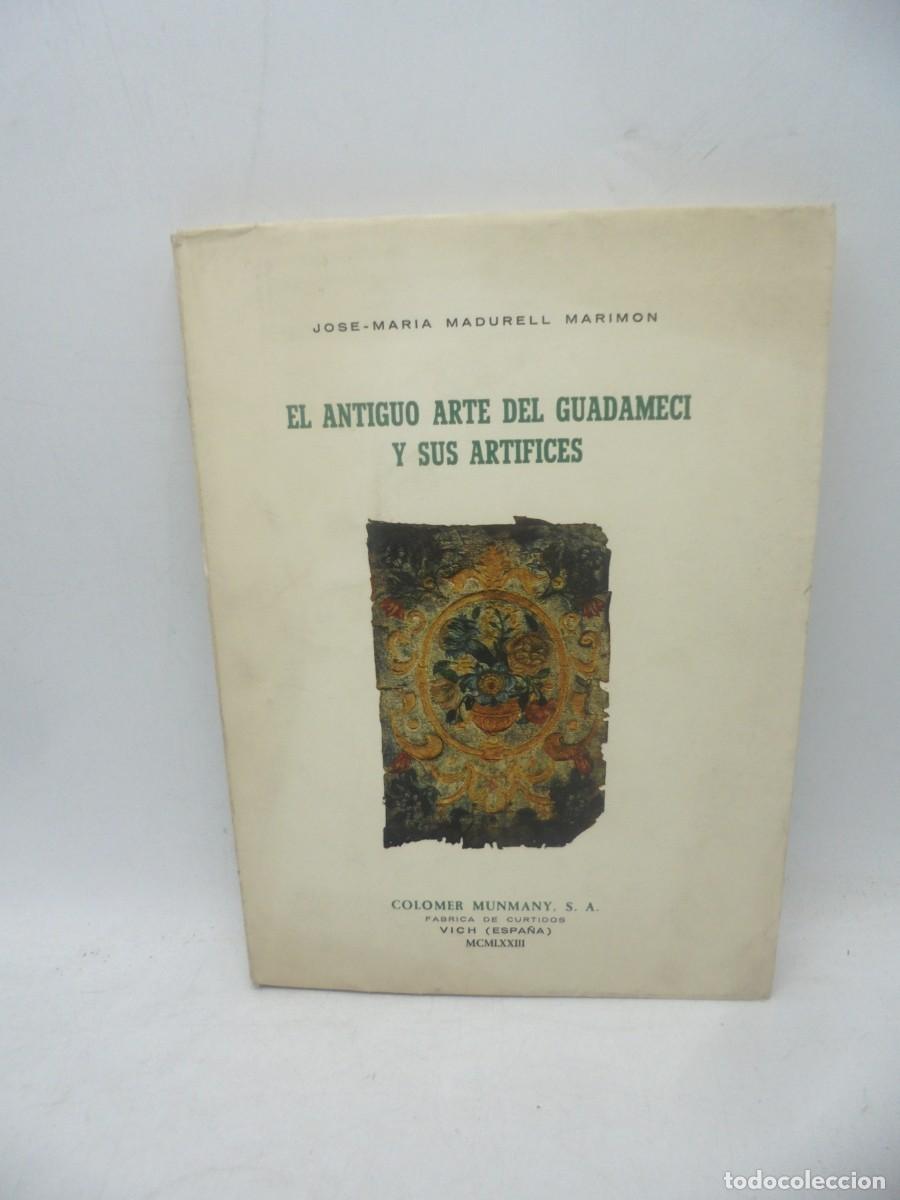 JOSE-MARIA MADURELL MARIMON
EL ANTIGUO ARTE DEL GUADAMECI
Y SUS ARTIFICES
COLOMER MUNMANY, S. A.
FABRICA DE CURTIDOS
VICH (ESPAÑA)
MCMLXXIII
todocoleccion